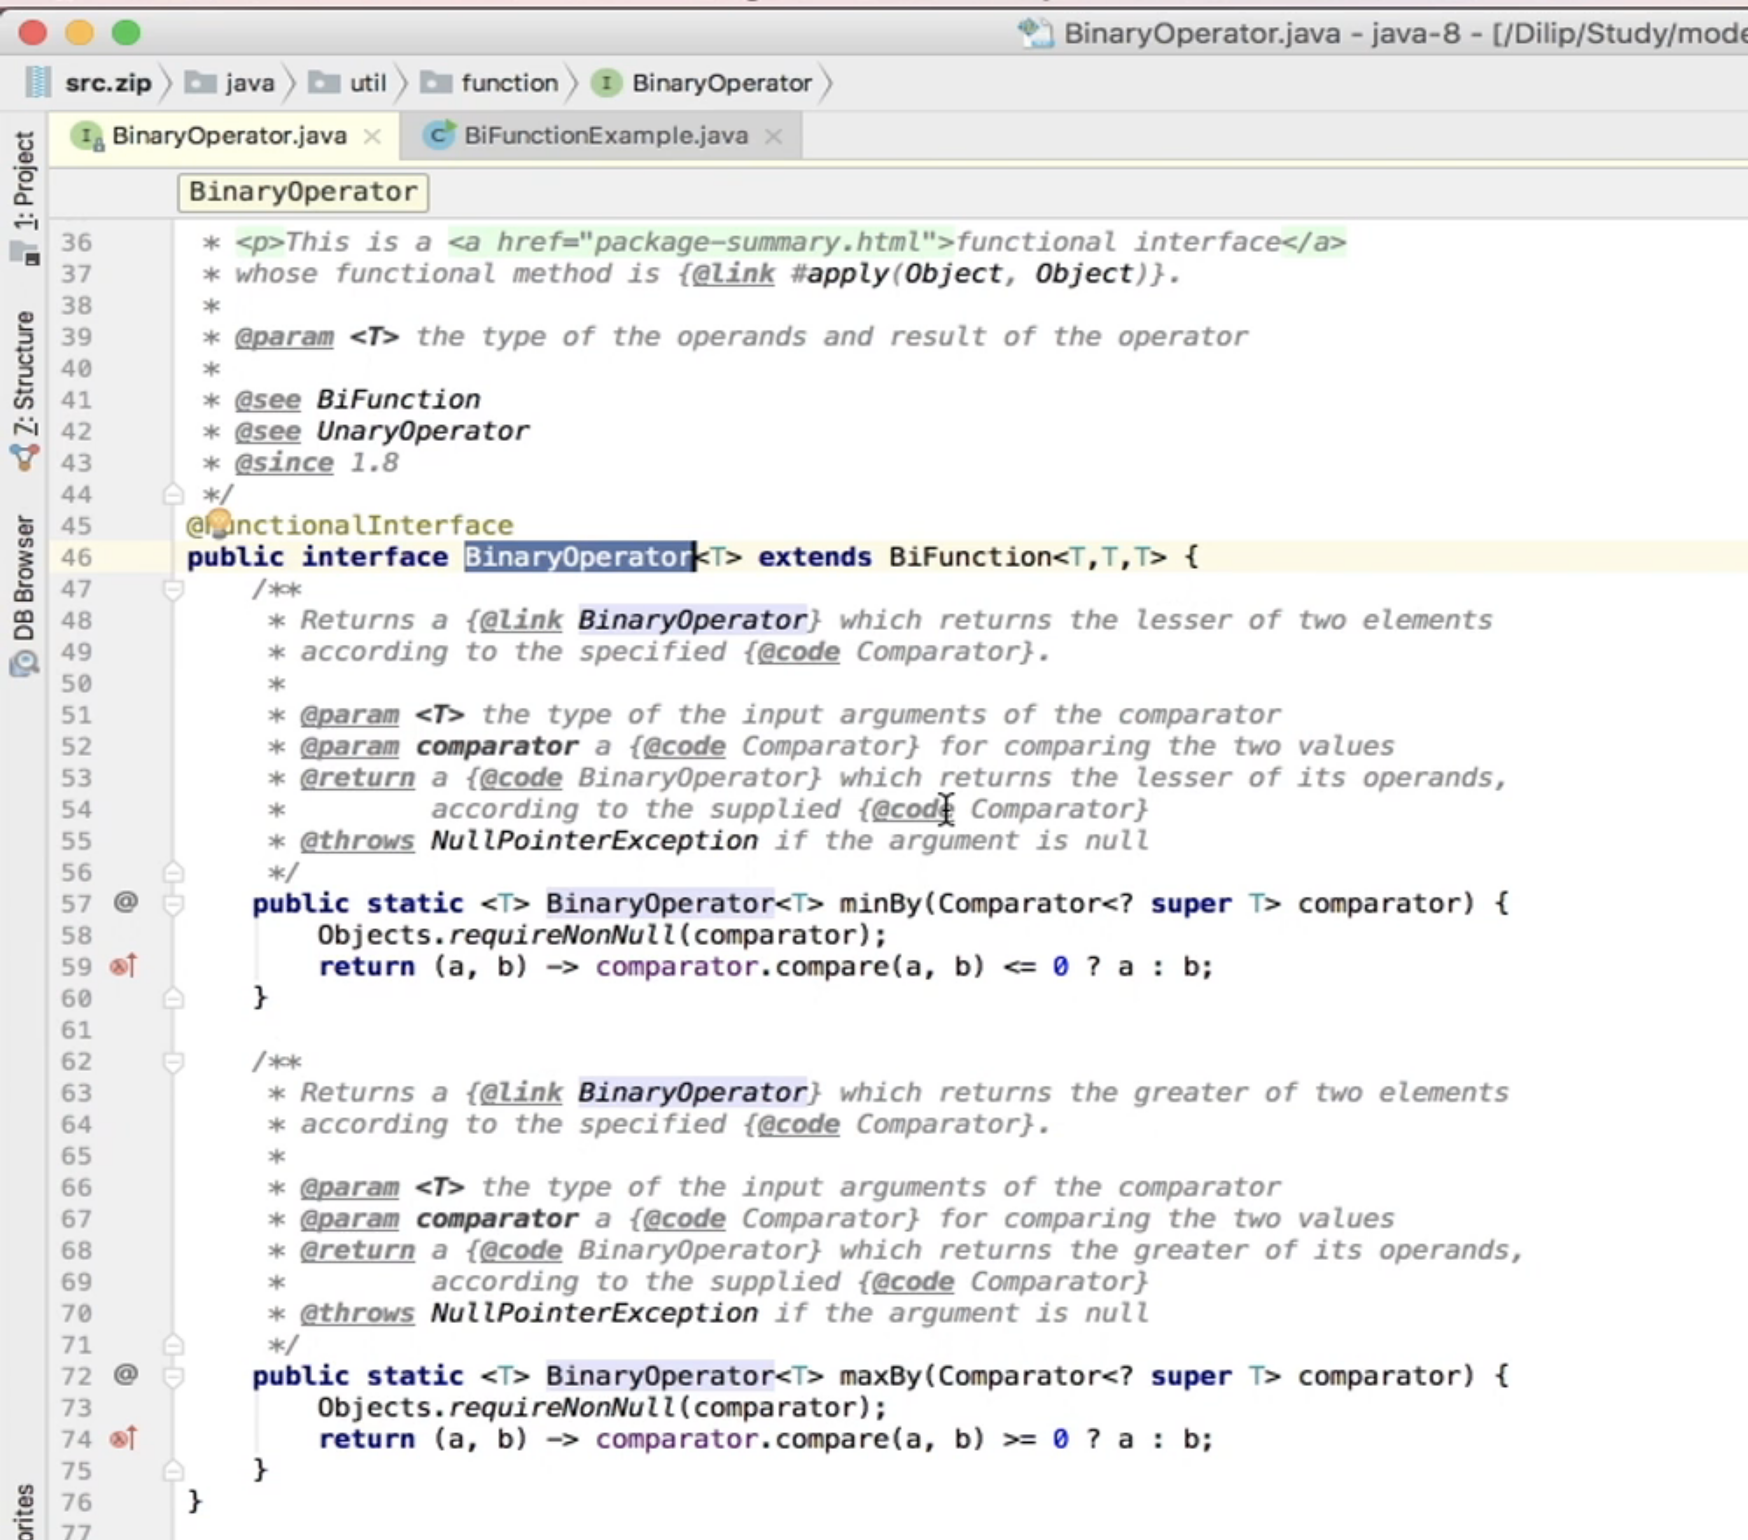 BinaryOperator.java - java-8 - [/Dilip/Study/mode
src.zip java util function BinaryOperator
BinaryOperator.java BiFunctionExample.java
BinaryOperator
1: Project
7: Structure
DB Browser
36 * <p>This is a <a href="package-summary.html">functional interface</a>
37 * whose functional method is {@link #apply(Object, Object)}.
38 *
39 * @param <T> the type of the operands and result of the operator
40 *
41 * @see BiFunction
42 * @see UnaryOperator
43 * @since 1.8
44 */
45 @FunctionalInterface
46 public interface BinaryOperator<T> extends BiFunction<T,T,T> {
47 /**
48 * Returns a {@link BinaryOperator} which returns the lesser of two elements
49 * according to the specified {@code Comparator}.
50 *
51 * @param <T> the type of the input arguments of the comparator
52 * @param comparator a {@code Comparator} for comparing the two values
53 * @return a {@code BinaryOperator} which returns the lesser of its operands,
54 * according to the supplied {@code Comparator}
55 * @throws NullPointerException if the argument is null
56 */
57 @ public static <T> BinaryOperator<T> minBy(Comparator<? super T> comparator) {
58 Objects.requireNonNull(comparator);
59 return (a, b) -> comparator.compare(a, b) <= 0 ? a : b;
60 }
61
62 /**
63 * Returns a {@link BinaryOperator} which returns the greater of two elements
64 * according to the specified {@code Comparator}.
65 *
66 * @param <T> the type of the input arguments of the comparator
67 * @param comparator a {@code Comparator} for comparing the two values
68 * @return a {@code BinaryOperator} which returns the greater of its operands,
69 * according to the supplied {@code Comparator}
70 * @throws NullPointerException if the argument is null
71 */
72 @ public static <T> BinaryOperator<T> maxBy(Comparator<? super T> comparator) {
73 Objects.requireNonNull(comparator);
74 return (a, b) -> comparator.compare(a, b) >= 0 ? a : b;
75 }
76 }
77
orites